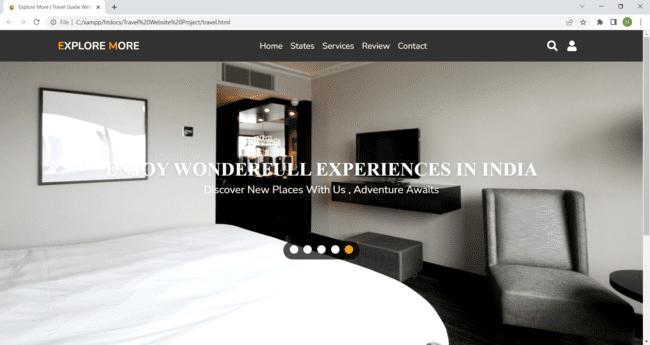 Explore More | Travel Guide Web
File | C:/xampp/htdocs/Travel%20Website%20Project/travel.html
EXPLORE MORE
Home States Services Review Contact
ENJOY WONDERFULL EXPERIENCES IN INDIA
Discover New Places With Us , Adventure Awaits